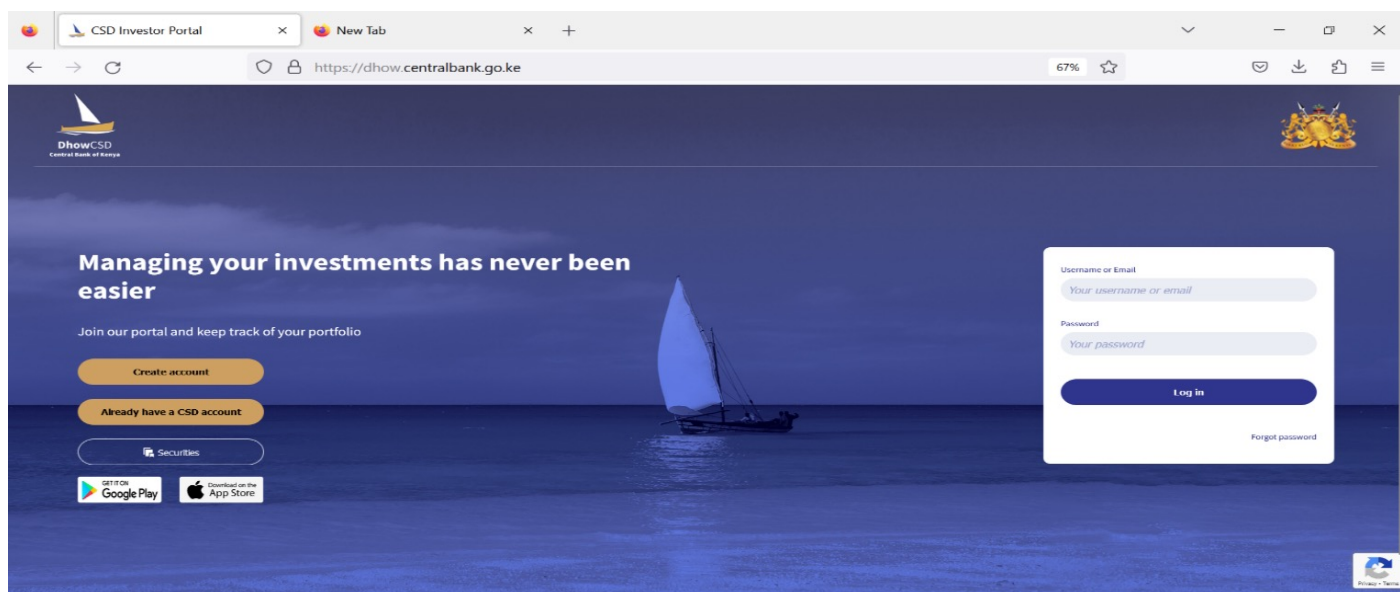 CSD Investor Portal
New Tab
https://dhow.centralbank.go.ke
67%
DhowCSD
Central Bank of Kenya
Managing your investments has never been
easier
Join our portal and keep track of your portfolio
Create account
Already have a CSD account
Securities
GET IT ON
Google Play
Download on the
App Store
Username or Email
Your username or email
Password
Your password
Log in
Forgot password
Privacy - Terms